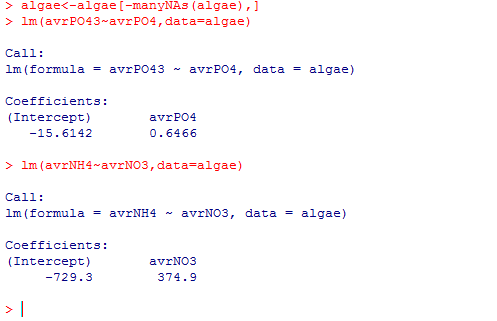 > algae<-algae[-manyNAs(algae),]
> lm(avrPO43~avrPO4,data=algae)
Call:
lm(formula = avrPO43 ~ avrPO4, data = algae)
Coefficients:
(Intercept)       avrPO4
   -15.6142       0.6466
> lm(avrNH4~avrNO3,data=algae)
Call:
lm(formula = avrNH4 ~ avrNO3, data = algae)
Coefficients:
(Intercept)       avrNO3
     -729.3        374.9
>